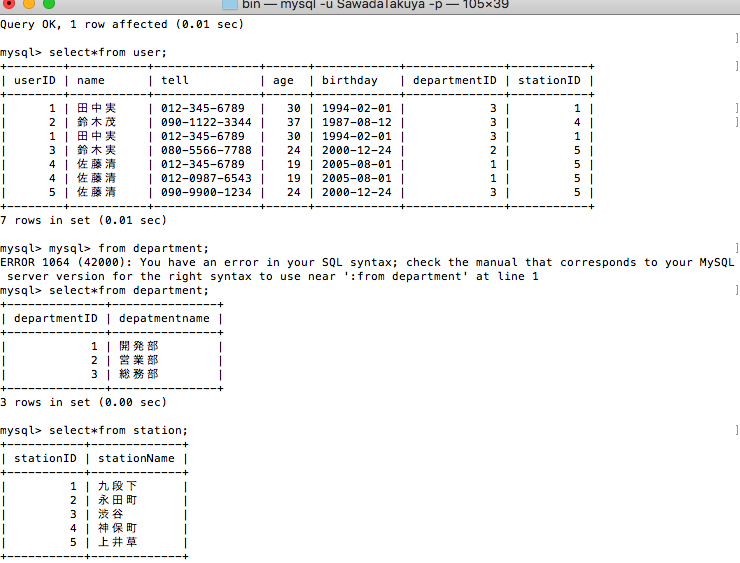 bin — mysql -u SawadaTakuya -p — 105×39
Query OK, 1 row affected (0.01 sec)
mysql> select*from user;
+-----------+-----------+---------------+------+------------+--------------+-----------+
| userID | name | tell | age | birthday | departmentID | stationID |
+-----------+-----------+---------------+------+------------+--------------+-----------+
| 1 | 田中実 | 012-345-6789 | 30 | 1994-02-01 | 3 | 1 |
| 2 | 鈴木茂 | 090-1122-3344 | 37 | 1987-08-12 | 3 | 4 |
| 1 | 田中実 | 012-345-6789 | 30 | 1994-02-01 | 3 | 1 |
| 3 | 鈴木実 | 080-5566-7788 | 24 | 2000-12-24 | 2 | 5 |
| 4 | 佐藤清 | 012-345-6789 | 19 | 2005-08-01 | 1 | 5 |
| 4 | 佐藤清 | 012-0987-6543 | 19 | 2005-08-01 | 1 | 5 |
| 5 | 佐藤清 | 090-9900-1234 | 24 | 2000-12-24 | 3 | 5 |
+-----------+-----------+---------------+------+------------+--------------+-----------+
7 rows in set (0.01 sec)
mysql> mysql> from department;
ERROR 1064 (42000): You have an error in your SQL syntax; check the manual that corresponds to your MySQL
server version for the right syntax to use near ':from department' at line 1
mysql> select*from department;
+--------------+---------------+
| departmentID | depatmentname |
+--------------+---------------+
| 1 | 開発部 |
| 2 | 営業部 |
| 3 | 総務部 |
+--------------+---------------+
3 rows in set (0.00 sec)
mysql> select*from station;
+-----------+-------------+
| stationID | stationName |
+-----------+-------------+
| 1 | 九段下 |
| 2 | 永田町 |
| 3 | 渋谷 |
| 4 | 神保町 |
| 5 | 上井草 |
+-----------+-------------+